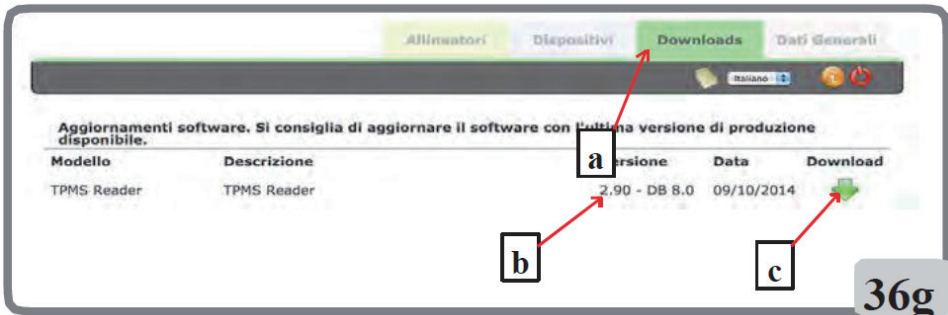 Allineatori Dispositivi Downloads Dati Generali
Italiano
Aggiornamenti software. Si consiglia di aggiornare il software con l'ultima versione di produzione
disponibile.
Modello Descrizione ersione Data Download
TPMS Reader TPMS Reader 2.90 - DB 8.0 09/10/2014
a
b
c
36g